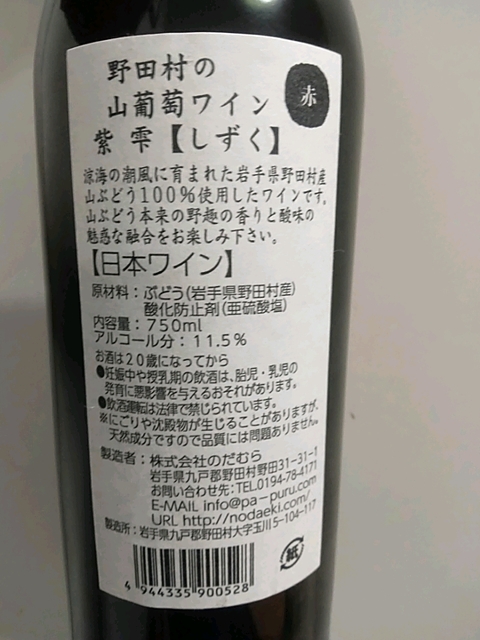 野田村の
山葡萄ワイン
赤
紫雫【しずく】
涼海の潮風に育まれた岩手県野田村産
山ぶどう100%使用したワインです。
山ぶどう本来の野趣の香りと酸味の
魅惑な融合をお楽しみ下さい。
【日本ワイン】
原材料：ぶどう(岩手県野田村産)
酸化防止剤(亜硫酸塩)
内容量：750ml
アルコール分：11.5%
お酒は20歳になってから
●妊娠中や授乳期の飲酒は、胎児・乳児の
発育に悪影響を与えるおそれがあります。
●飲酒運転は法律で禁じられています。
※にごりや沈殿物が生じることがありますが、
天然成分ですので品質には問題ありません。
製造者：株式会社のだむら
岩手県九戸郡野田村野田31-31-1
お問い合わせ先：TEL.0194-78-4171
E-MAIL info@pa-puru.com
URL http://nodaeki.com/
製造所：岩手県九戸郡野田村大字玉川5-104-117
紙
4 944335 900528